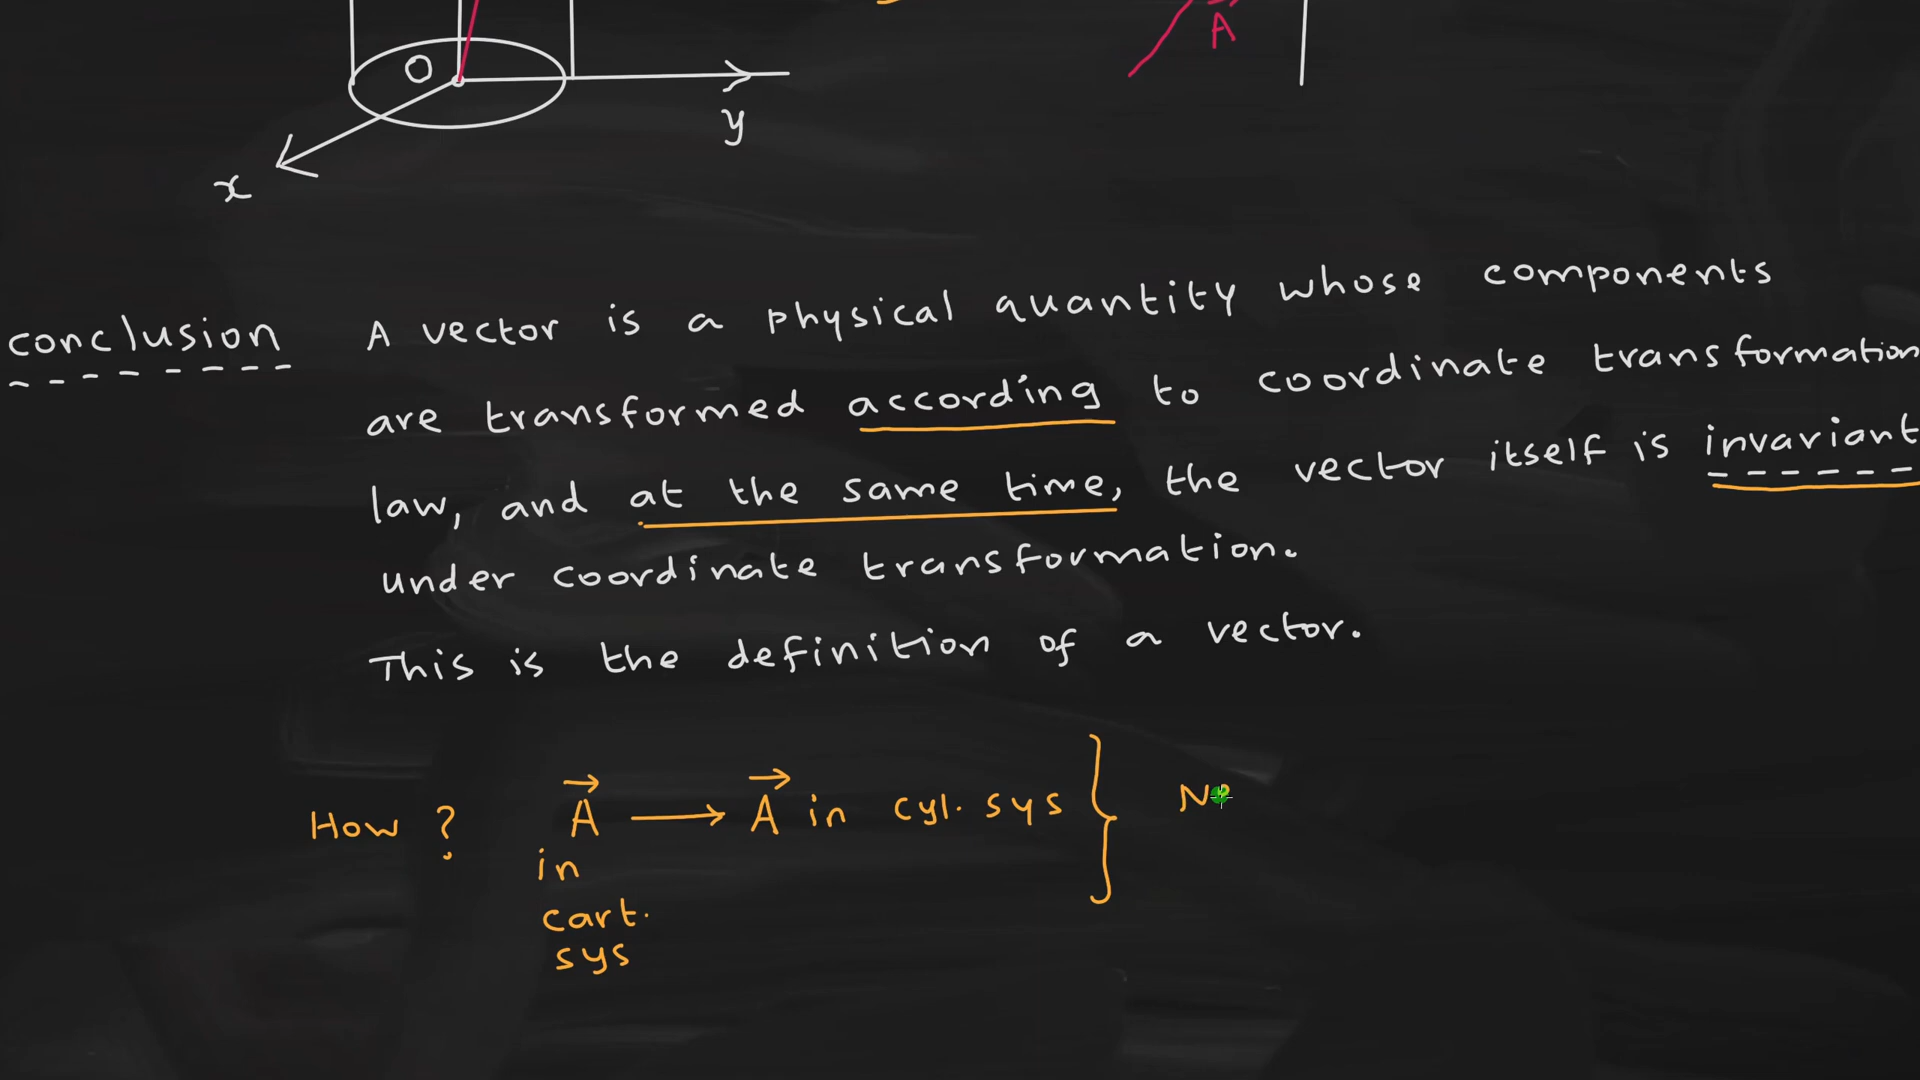 A
O
y
x
conclusion A vector is a physical quantity whose components
are transformed according to coordinate transformation
law, and at the same time, the vector itself is invariant
under coordinate transformation.
This is the definition of a vector.
How ? A → A in cyl. sys
in
cart.
sys